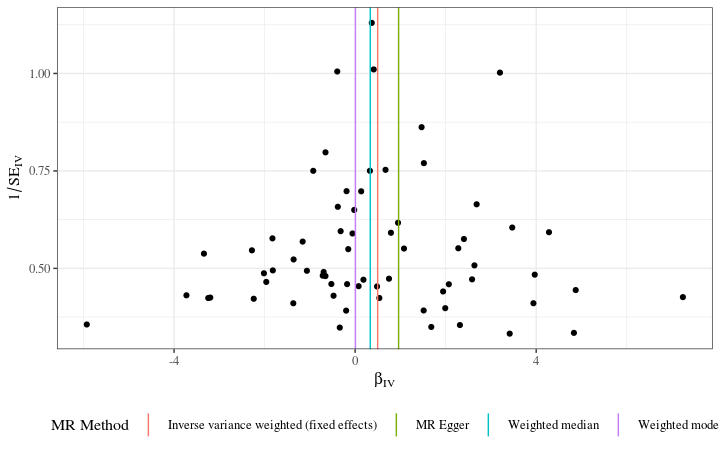 1.00
0.75
0.50
1/SE_IV
-4 0 4
β_IV
MR Method Inverse variance weighted (fixed effects) MR Egger Weighted median Weighted mode